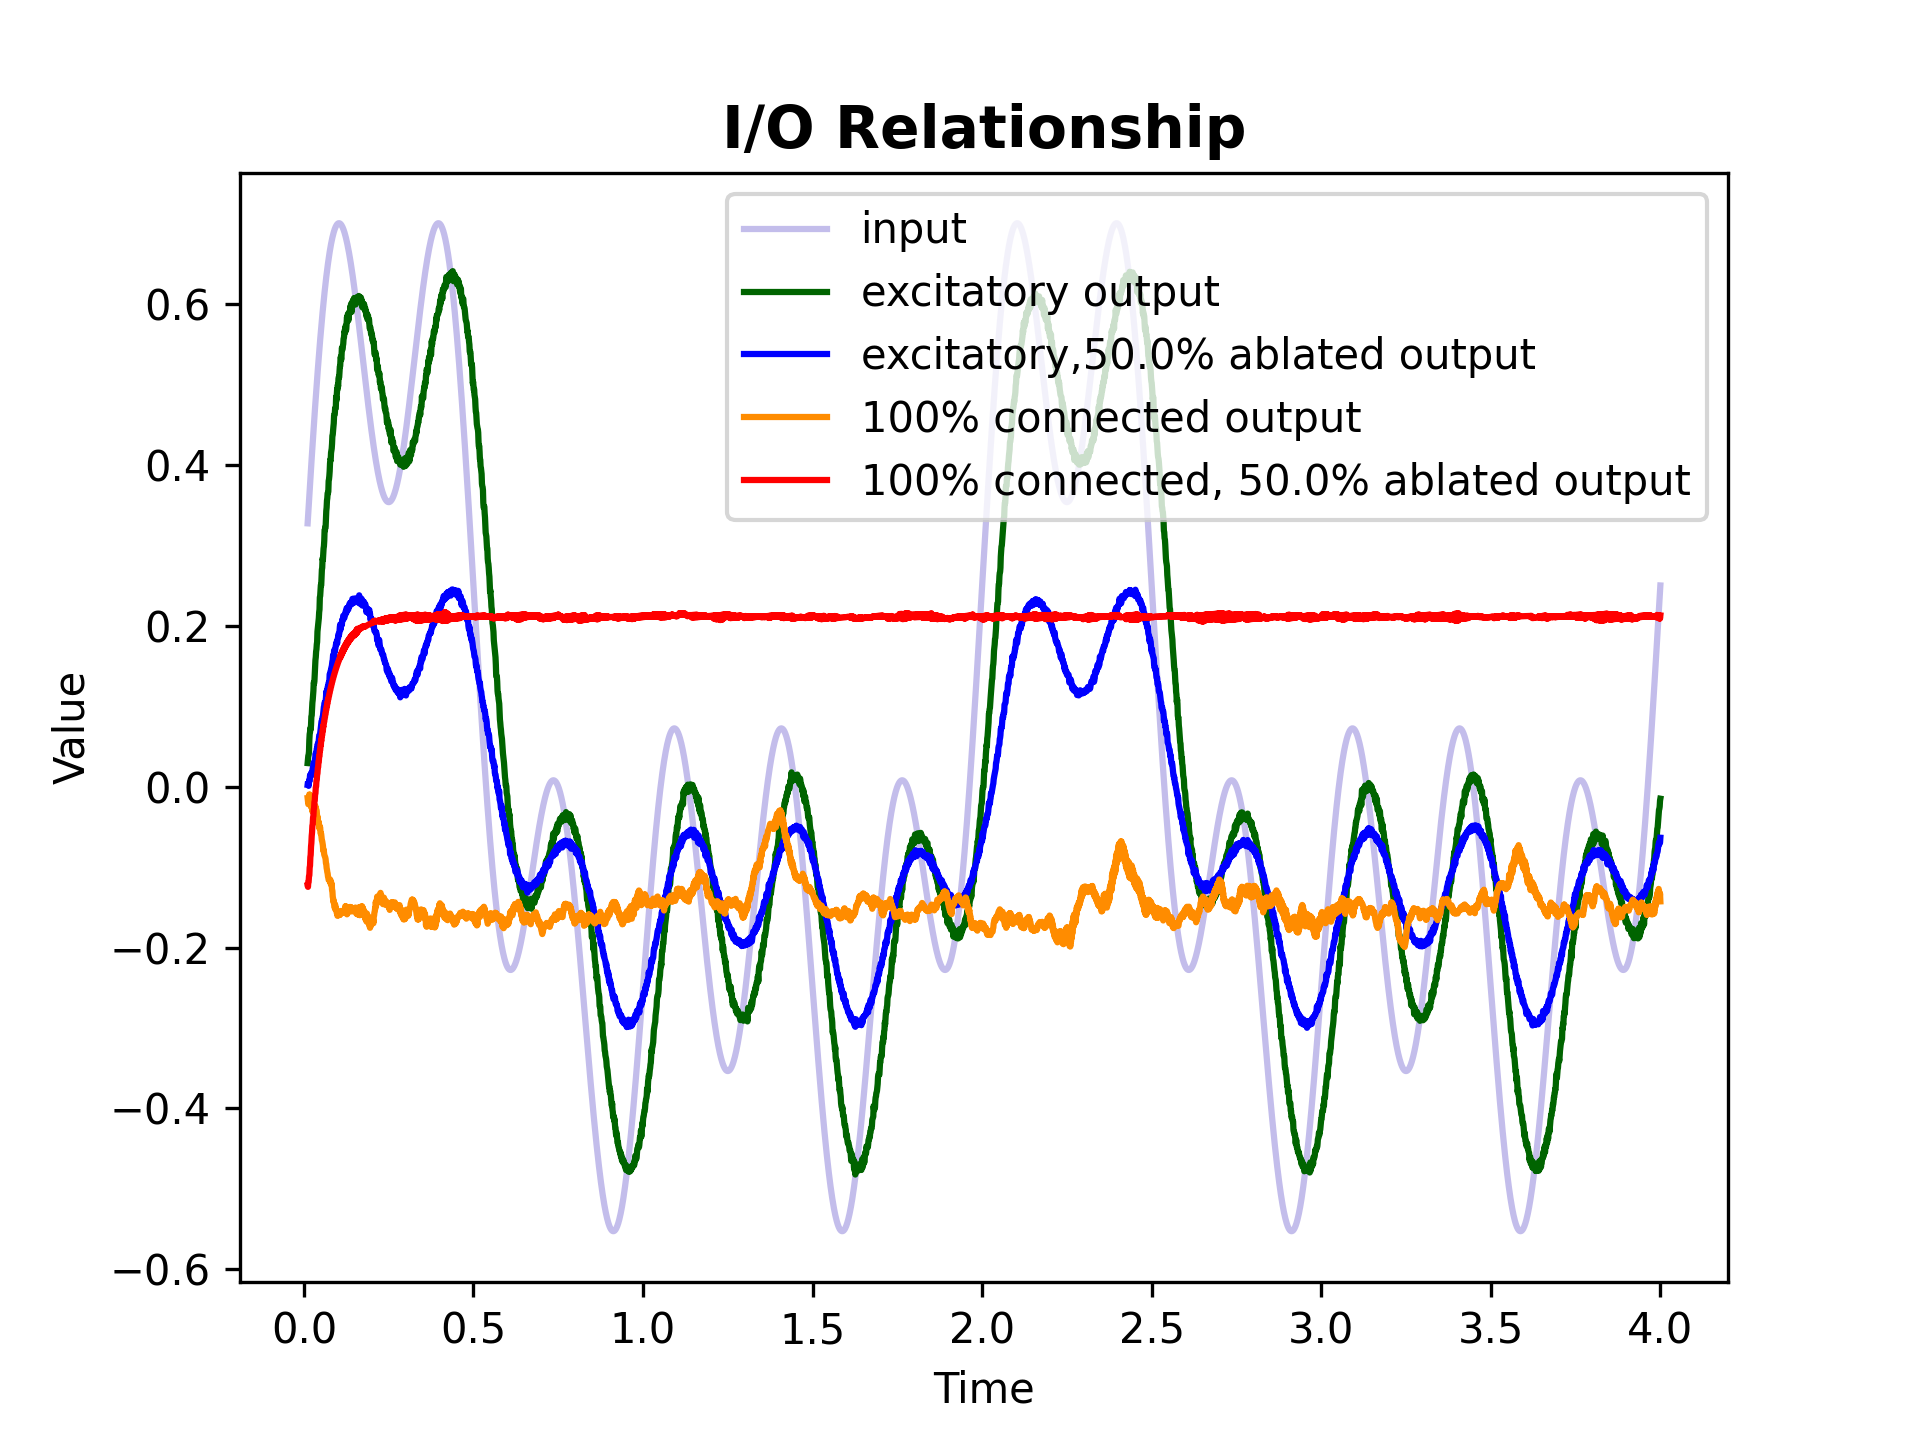 I/O Relationship
input
excitatory output
excitatory,50.0% ablated output
100% connected output
100% connected, 50.0% ablated output
Value
0.6
0.4
0.2
0.0
−0.2
−0.4
−0.6
0.0 0.5 1.0 1.5 2.0 2.5 3.0 3.5 4.0
Time